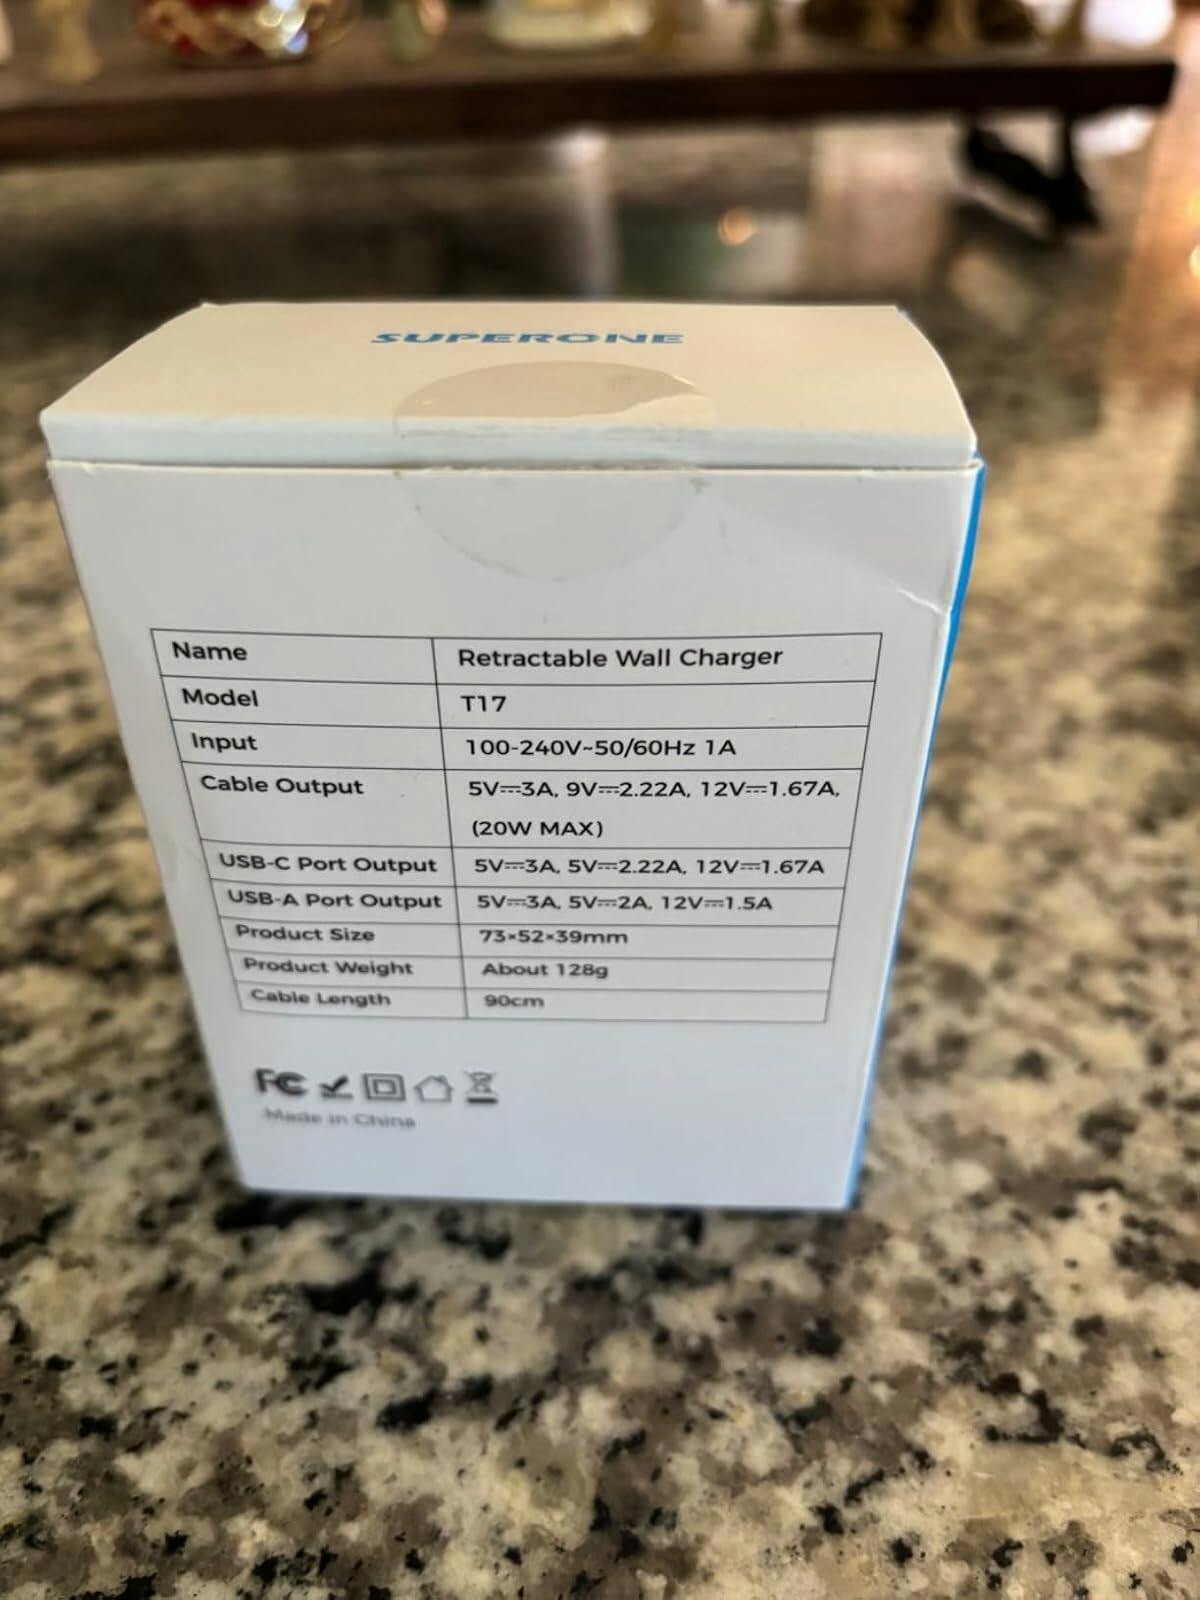 SUPERONE
Name Retractable Wall Charger
Model T17
Input 100-240V~50/60Hz 1A
Cable Output 5V⎓3A, 9V⎓2.22A, 12V⎓1.67A,
(20W MAX)
USB-C Port Output 5V⎓3A, 5V⎓2.22A, 12V⎓1.67A
USB-A Port Output 5V⎓3A, 5V⎓2A, 12V⎓1.5A
Product Size 73×52×39mm
Product Weight About 128g
Cable Length 90cm
FC
Made in China